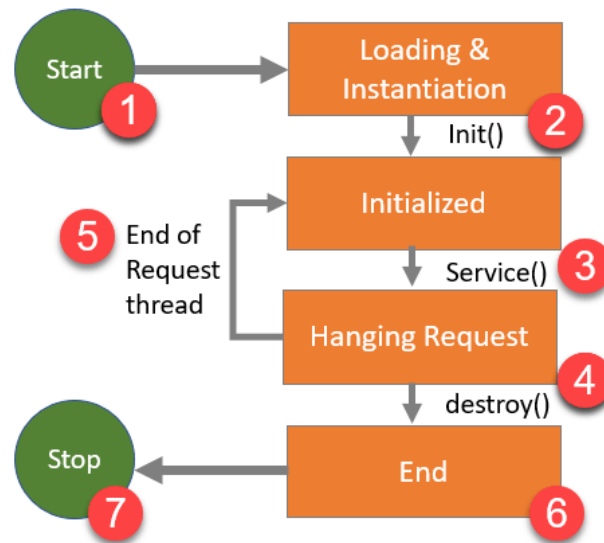 Start
1
Loading &
Instantiation
2
Init()
Initialized
3
5
End of
Request
thread
Service()
Hanging Request
4
destroy()
End
6
Stop
7